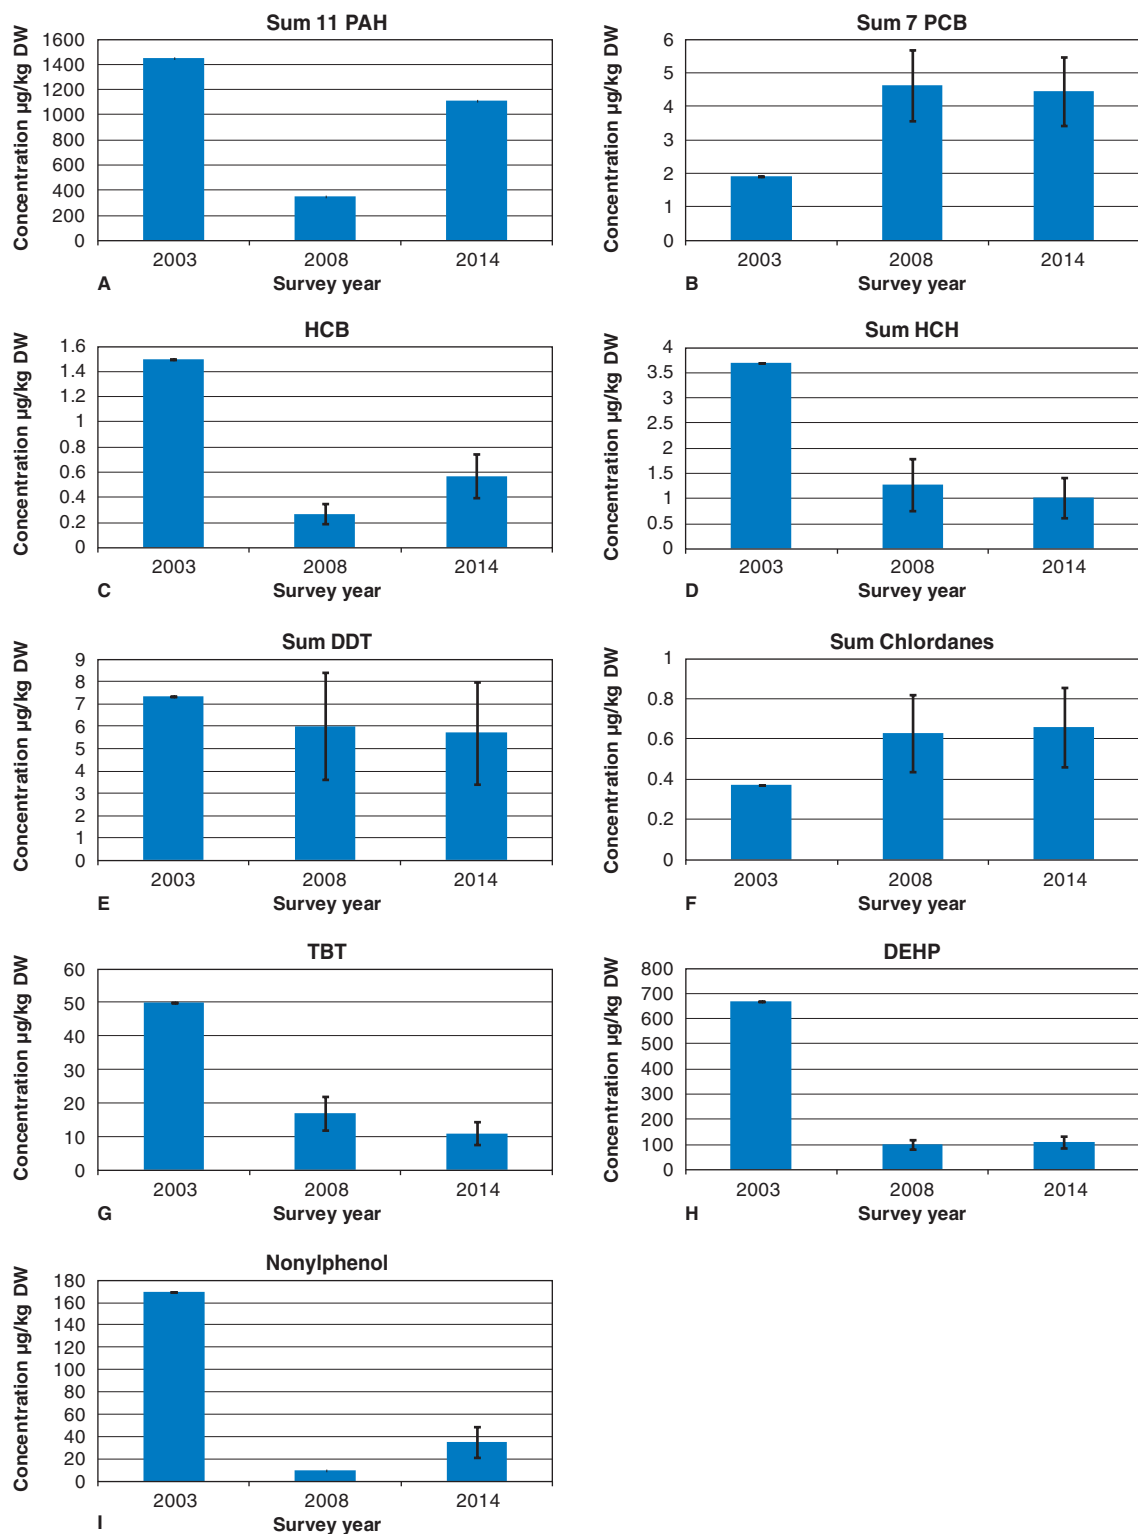 Sum 11 PAH
Concentration µg/kg DW
1600
1400
1200
1000
800
600
400
200
0
2003 2008 2014
A Survey year
Sum 7 PCB
Concentration µg/kg DW
6
5
4
3
2
1
0
2003 2008 2014
B Survey year
HCB
Concentration µg/kg DW
1.6
1.4
1.2
1
0.8
0.6
0.4
0.2
0
2003 2008 2014
C Survey year
Sum HCH
Concentration µg/kg DW
4
3.5
3
2.5
2
1.5
1
0.5
0
2003 2008 2014
D Survey year
Sum DDT
Concentration µg/kg DW
9
8
7
6
5
4
3
2
1
0
2003 2008 2014
E Survey year
Sum Chlordanes
Concentration µg/kg DW
1
0.8
0.6
0.4
0.2
0
2003 2008 2014
F Survey year
TBT
Concentration µg/kg DW
60
50
40
30
20
10
0
2003 2008 2014
G Survey year
DEHP
Concentration µg/kg DW
800
700
600
500
400
300
200
100
0
2003 2008 2014
H Survey year
Nonylphenol
Concentration µg/kg DW
180
160
140
120
100
80
60
40
20
0
2003 2008 2014
I Survey year